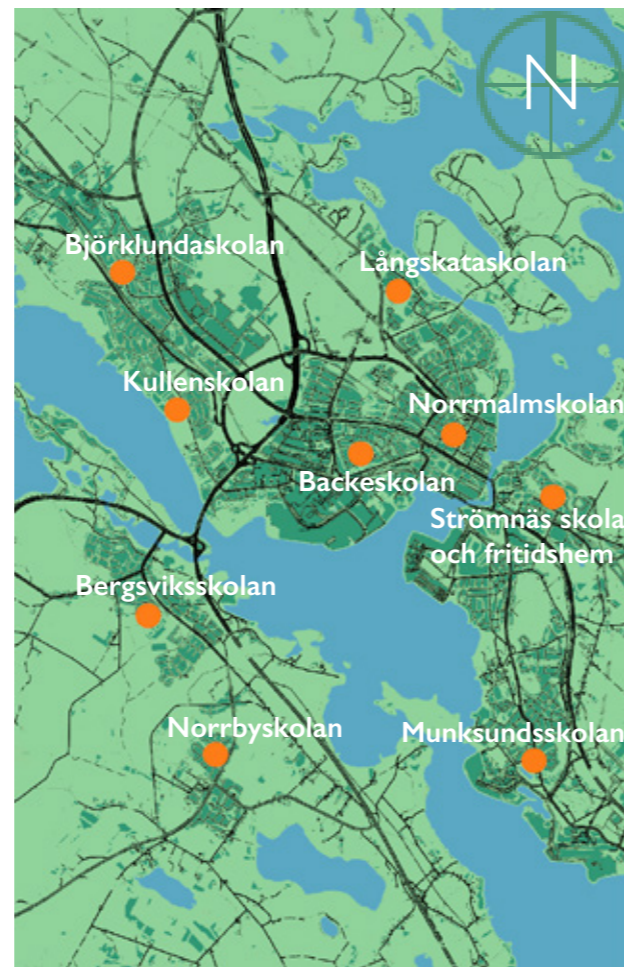 N
Björklundaskolan
Långskataskolan
Kullenskolan
Norrmalmskolan
Backeskolan
Strömnäs skola
och fritidshem
Bergsviksskolan
Norrbyskolan
Munksundsskolan